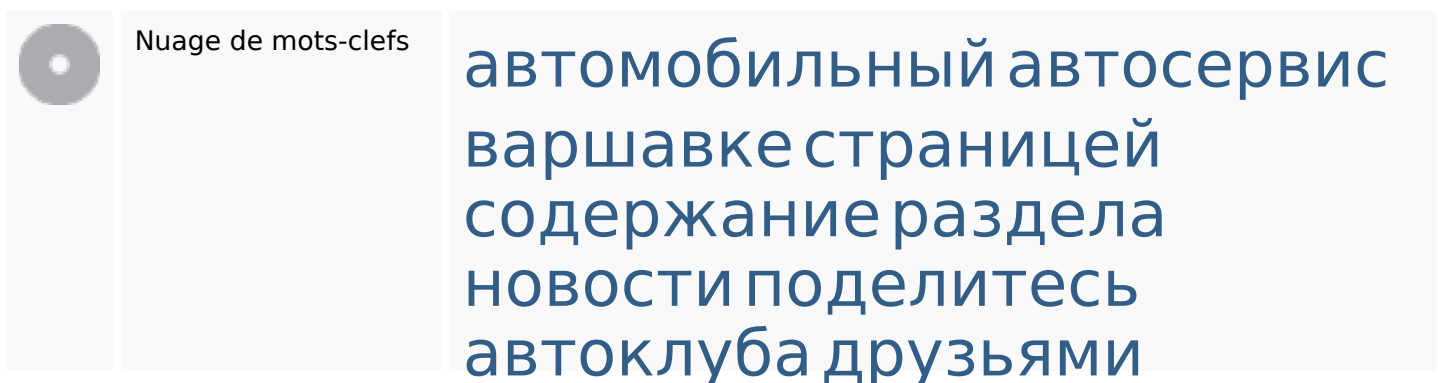 Nuage de mots-clefs
автомобильный автосервис
варшавке страницей
содержание раздела
новости поделитесь
автоклуба друзьями